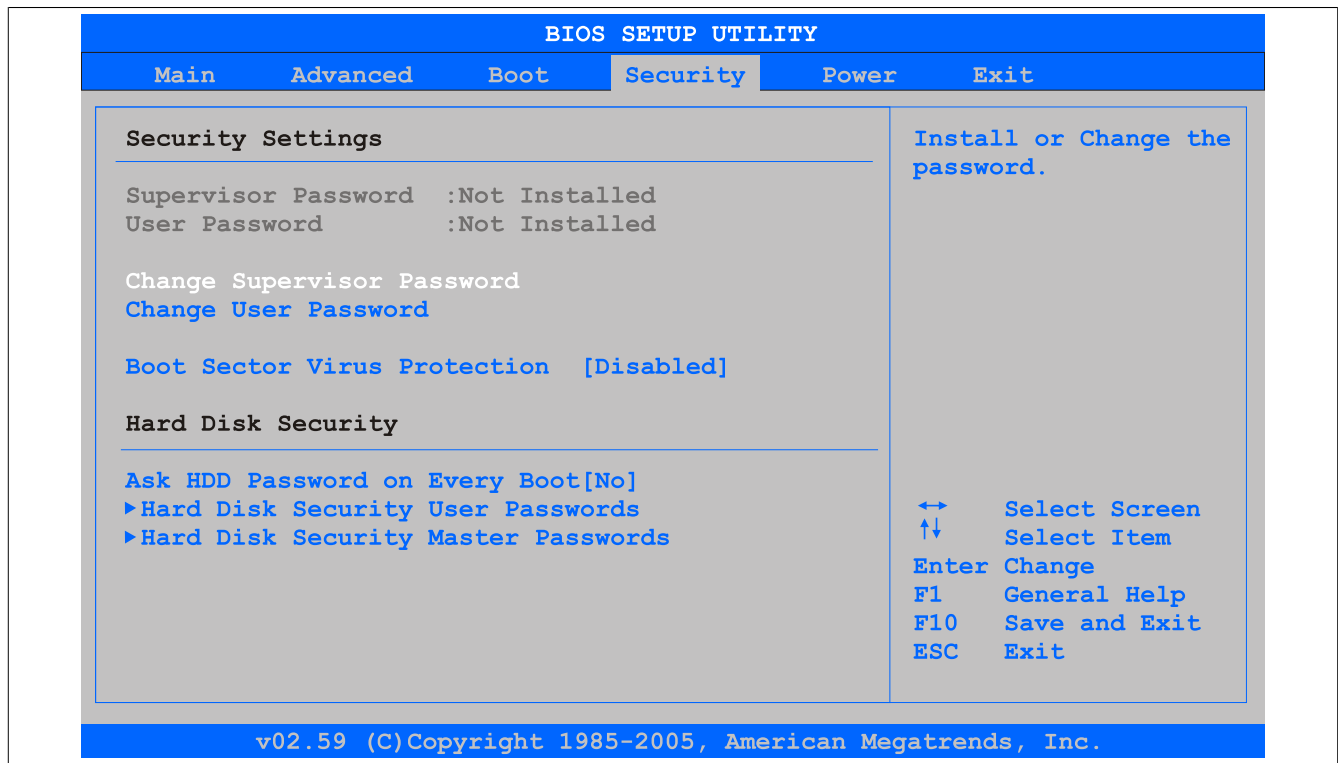 BIOS SETUP UTILITY
Main Advanced Boot Security Power Exit
Security Settings
Supervisor Password :Not Installed
User Password :Not Installed
Change Supervisor Password
Change User Password
Boot Sector Virus Protection [Disabled]
Hard Disk Security
Ask HDD Password on Every Boot[No]
▶Hard Disk Security User Passwords
▶Hard Disk Security Master Passwords
Install or Change the
password.
↔ Select Screen
↑↓ Select Item
Enter Change
F1 General Help
F10 Save and Exit
ESC Exit
v02.59 (C)Copyright 1985-2005, American Megatrends, Inc.